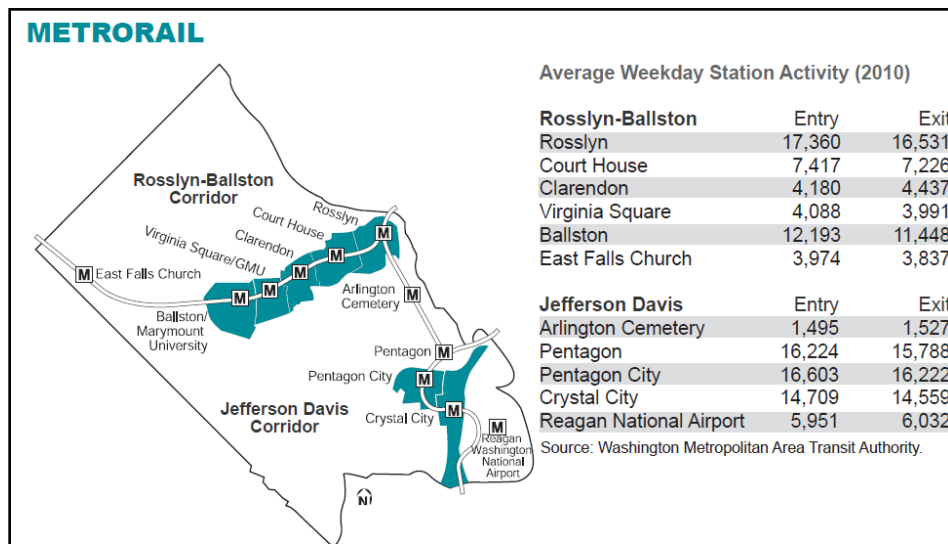 METRORAIL
Rosslyn-Ballston
Corridor
Rosslyn
Court House
Clarendon
Virginia Square/GMU
M East Falls Church
M
M
M
M
M
Ballston/
Marymount
University
Arlington
Cemetery
M
Pentagon M
Pentagon City M
Crystal City M
Jefferson Davis
Corridor
M
Reagan
Washington
National
Airport
N
Average Weekday Station Activity (2010)
Rosslyn-Ballston Entry Exit
Rosslyn 17,360 16,531
Court House 7,417 7,226
Clarendon 4,180 4,437
Virginia Square 4,088 3,991
Ballston 12,193 11,448
East Falls Church 3,974 3,837
Jefferson Davis Entry Exit
Arlington Cemetery 1,495 1,527
Pentagon 16,224 15,788
Pentagon City 16,603 16,222
Crystal City 14,709 14,559
Reagan National Airport 5,951 6,032
Source: Washington Metropolitan Area Transit Authority.